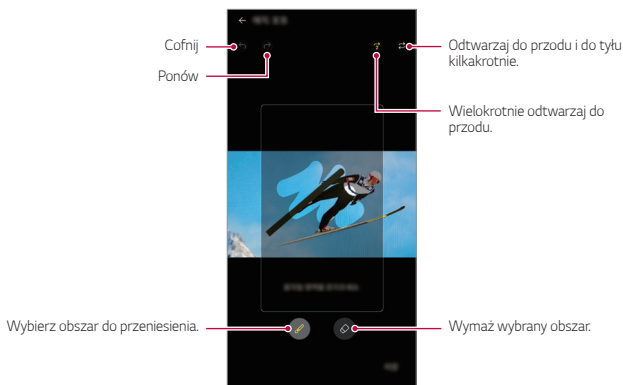 Cofnij
Ponów
Odtwarzaj do przodu i do tyłu
kilkakrotnie.
Wielokrotnie odtwarzaj do
przodu.
Wybierz obszar do przeniesienia.
Wymaż wybrany obszar.